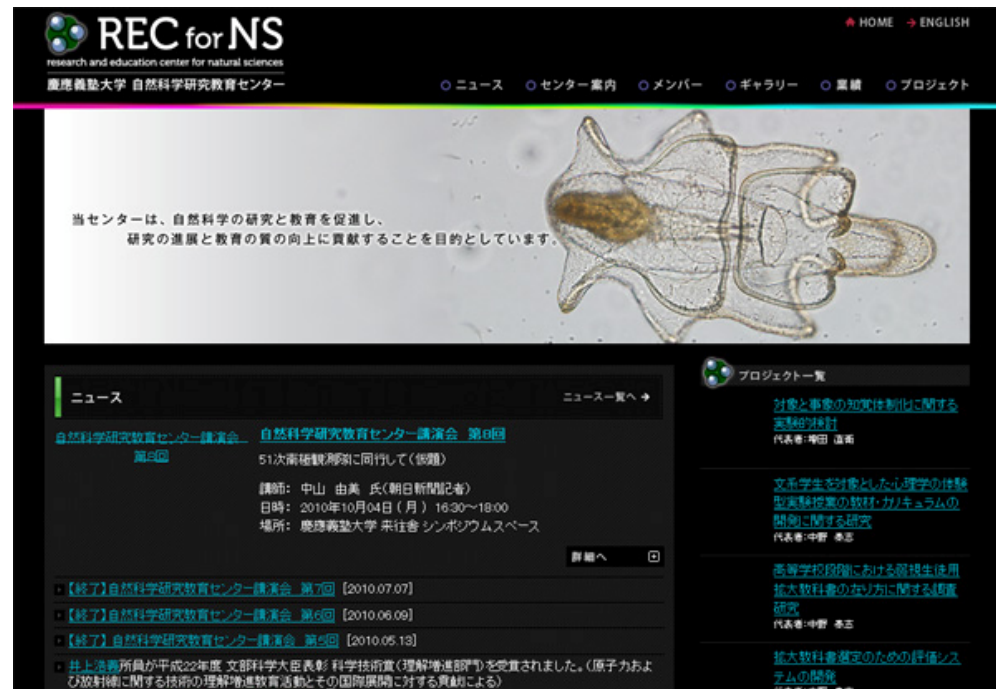 REC for NS
research and education center for natural sciences
慶應義塾大学 自然科学研究教育センター
HOME
ENGLISH
ニュース
センター案内
メンバー
ギャラリー
業績
プロジェクト
当センターは、自然科学の研究と教育を促進し、
研究の進展と教育の質の向上に貢献することを目的としています。
ニュース
ニュース一覧へ
自然科学研究教育センター講演会
第8回
自然科学研究教育センター講演会 第8回
51次南極観測隊に同行して(仮題)
講師: 中山 由美 氏(朝日新聞記者)
日時: 2010年10月04日(月) 16:30~18:00
場所: 慶應義塾大学 来往舎 シンポジウムスペース
詳細へ
【終了】自然科学研究教育センター講演会 第7回 [2010.07.07]
【終了】自然科学研究教育センター講演会 第6回 [2010.06.09]
【終了】自然科学研究教育センター講演会 第5回 [2010.05.13]
井上浩義所員が平成22年度 文部科学大臣表彰 科学技術賞(理解増進部門)を受賞されました。(原子力およ
び放射線に関する技術の理解増進教育活動とその国際展開に対する貢献による)
プロジェクト一覧
対象と事象の知覚体制化に関する
実験的検討
代表者:増田 直衛
文系学生を対象とした心理学の体験
型実験授業の教材・カリキュラムの
開発に関する研究
代表者:中野 泰志
高等学校段階における弱視生徒用
拡大教科書の在り方に関する調査
研究
代表者:中野 泰志
拡大教科書選定のための評価シス
テムの開発